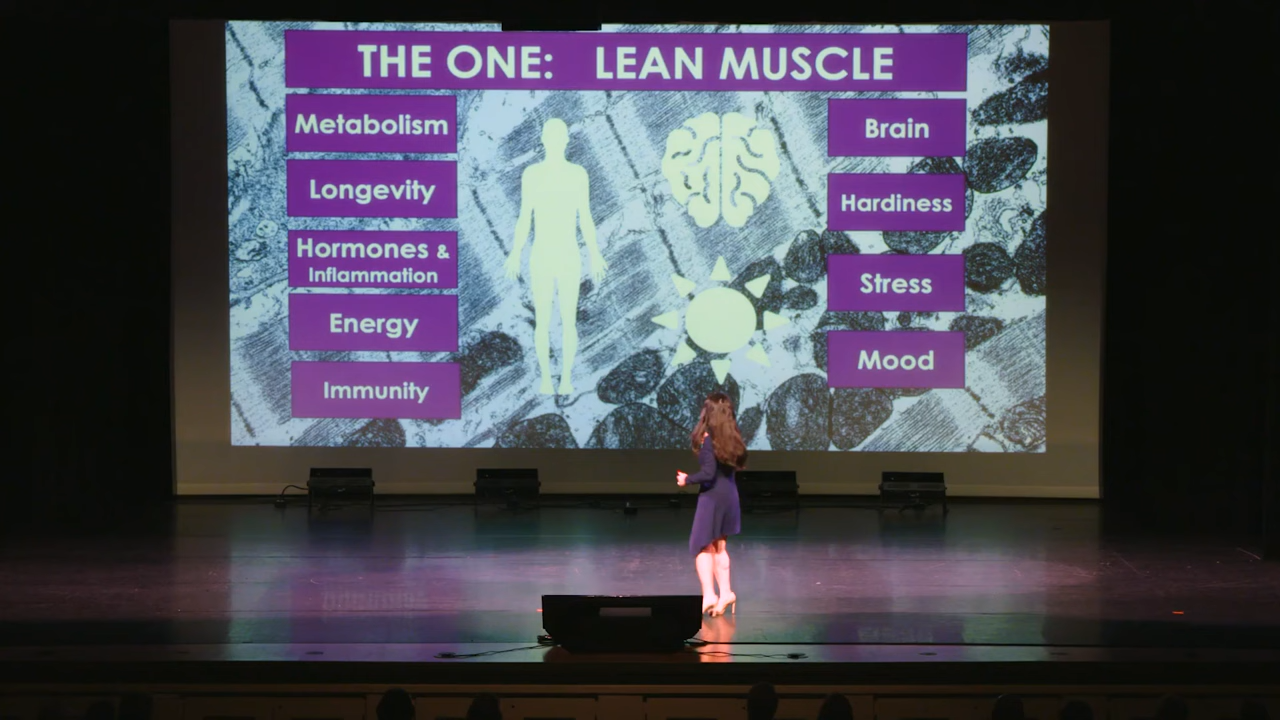 THE ONE: LEAN MUSCLE
Metabolism
Longevity
Hormones &
Inflammation
Energy
Immunity
Brain
Hardiness
Stress
Mood